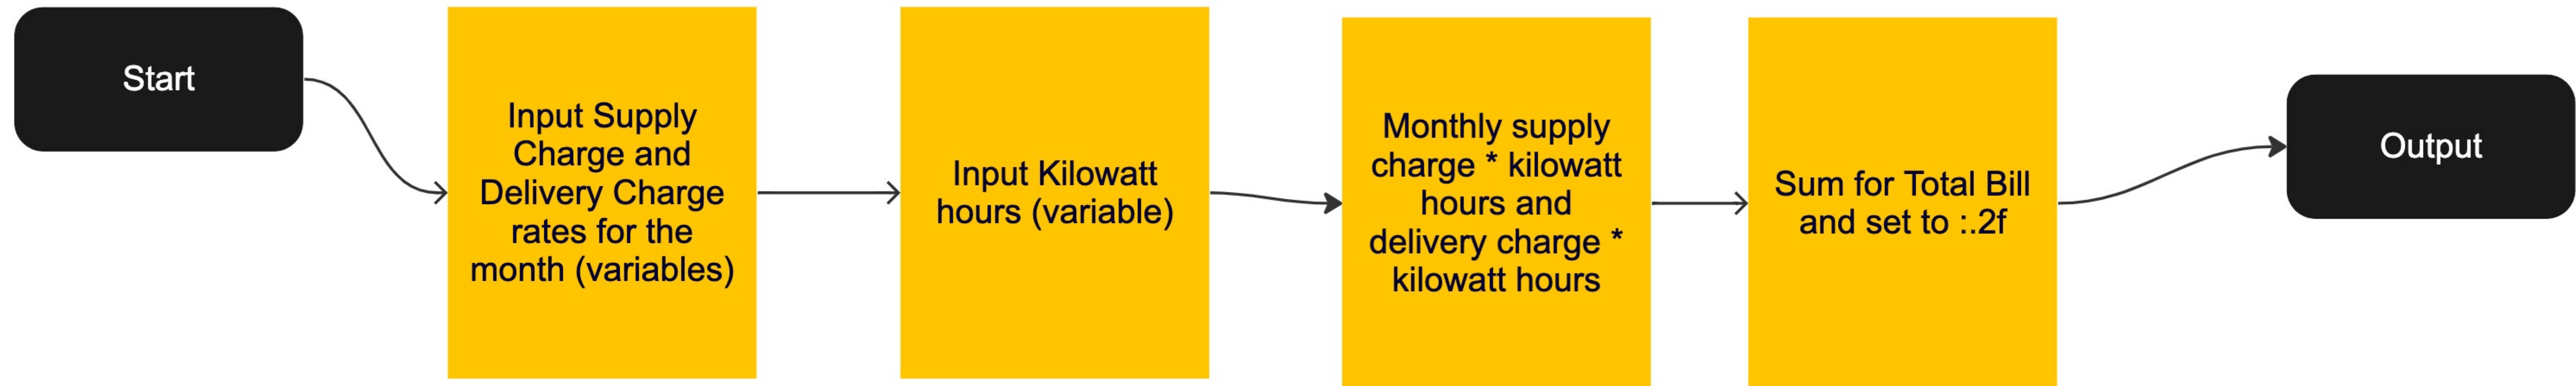 Start
Input Supply
Charge and
Delivery Charge
rates for the
month (variables)
Input Kilowatt
hours (variable)
Monthly supply
charge * kilowatt
hours and
delivery charge *
kilowatt hours
Sum for Total Bill
and set to :.2f
Output